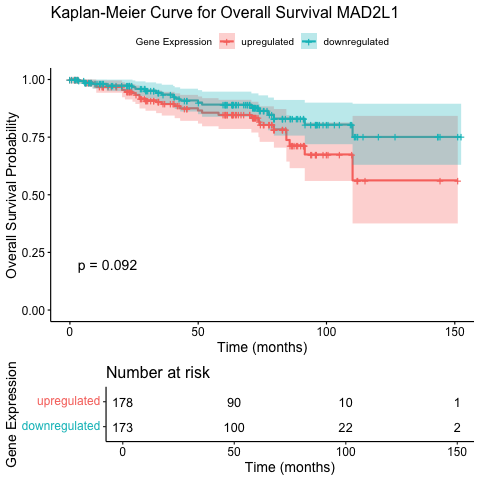 Kaplan-Meier Curve for Overall Survival MAD2L1
Gene Expression upregulated downregulated
Overall Survival Probability
1.00
0.75
0.50
0.25
0.00
p = 0.092
0 50 100 150
Time (months)
Number at risk
Gene Expression
upregulated 178 90 10 1
downregulated 173 100 22 2
0 50 100 150
Time (months)